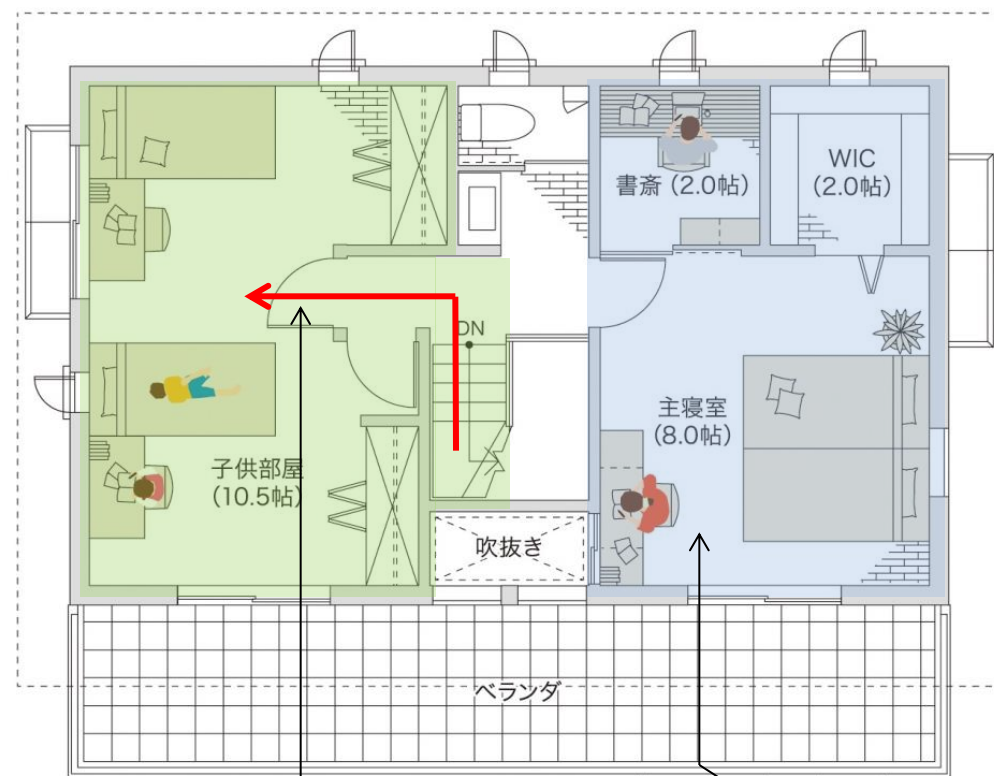 書斎 (2.0帖)
WIC
(2.0帖)
DN
主寝室
(8.0帖)
子供部屋
(10.5帖)
吹抜き
ベランダ